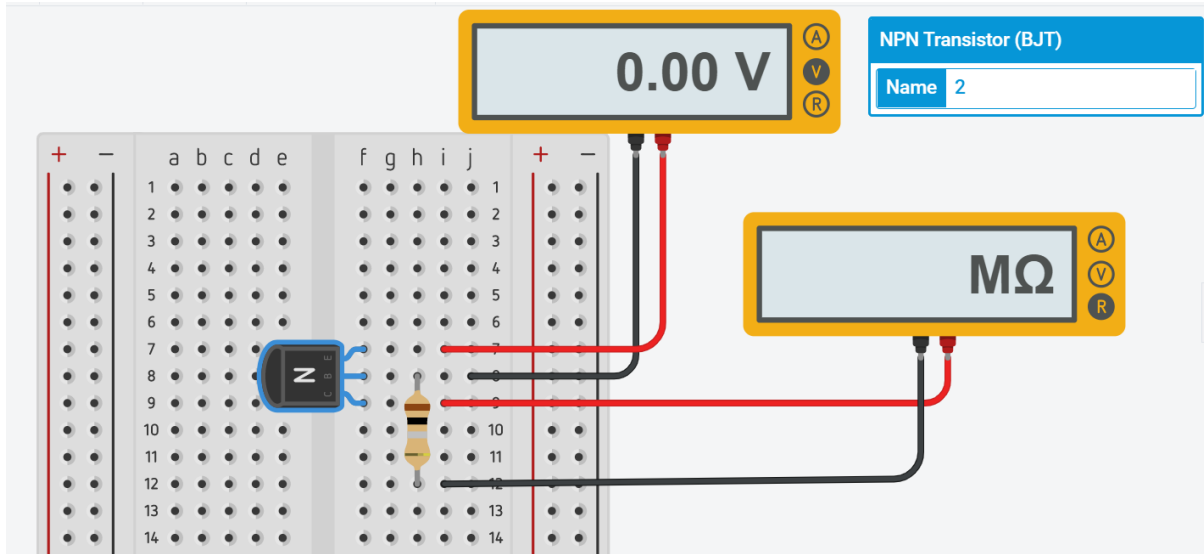 0.00 V
A
V
R
NPN Transistor (BJT)
Name 2
MΩ
A
V
R
+ − a b c d e f g h i j + −
1 1
2 2
3 3
4 4
5 5
6 6
7 7
8 8
9 9
10 10
11 11
12 12
13 13
14 14
N
E
B
C